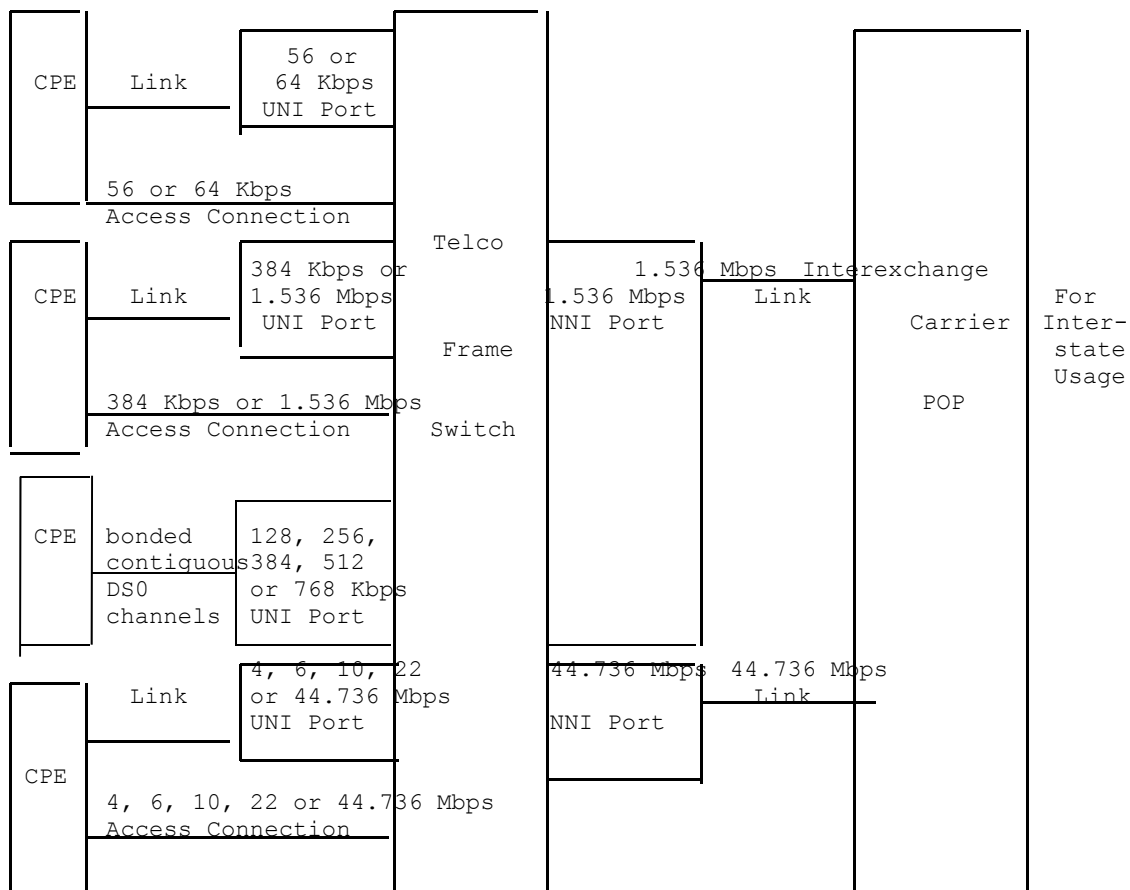 56 or
CPE Link 64 Kbps
UNI Port
56 or 64 Kbps
Access Connection
Telco
384 Kbps or 1.536 Mbps Interexchange
CPE Link 1.536 Mbps 1.536 Mbps Link For
UNI Port NNI Port Carrier Inter-
Frame state
Usage
384 Kbps or 1.536 Mbps POP
Access Connection Switch
CPE bonded 128, 256,
contiguous 384, 512
DS0 or 768 Kbps
channels UNI Port
4, 6, 10, 22 44.736 Mbps 44.736 Mbps
Link or 44.736 Mbps Link
UNI Port NNI Port
CPE
4, 6, 10, 22 or 44.736 Mbps
Access Connection